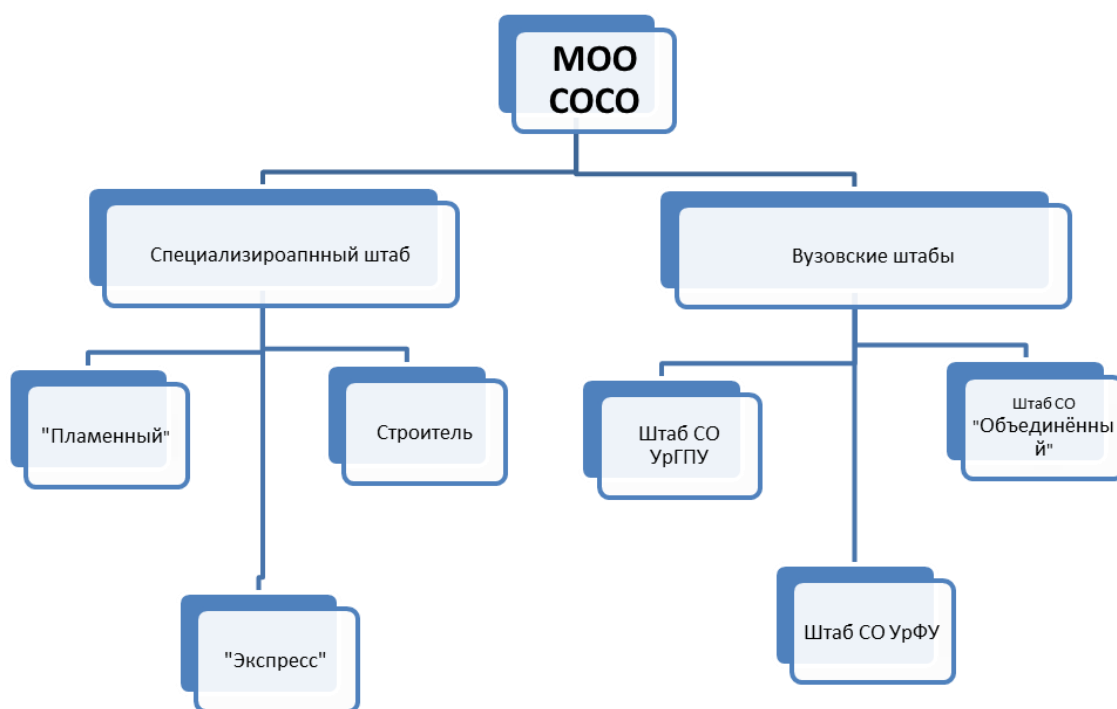 МОО
СОСО
Специализироапнный штаб
Вузовские штабы
"Пламенный"
Строитель
Штаб СО
УрГПУ
Штаб СО
"Объединённы
й"
"Экспресс"
Штаб СО УрФУ